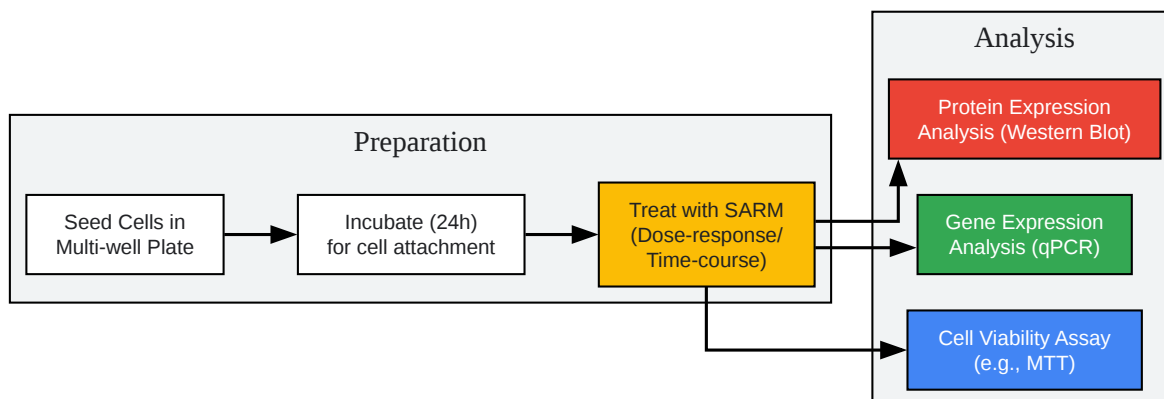 Preparation
Seed Cells in
Multi-well Plate
Incubate (24h)
for cell attachment
Treat with SARM
(Dose-response/
Time-course)
Analysis
Protein Expression
Analysis (Western Blot)
Gene Expression
Analysis (qPCR)
Cell Viability Assay
(e.g., MTT)